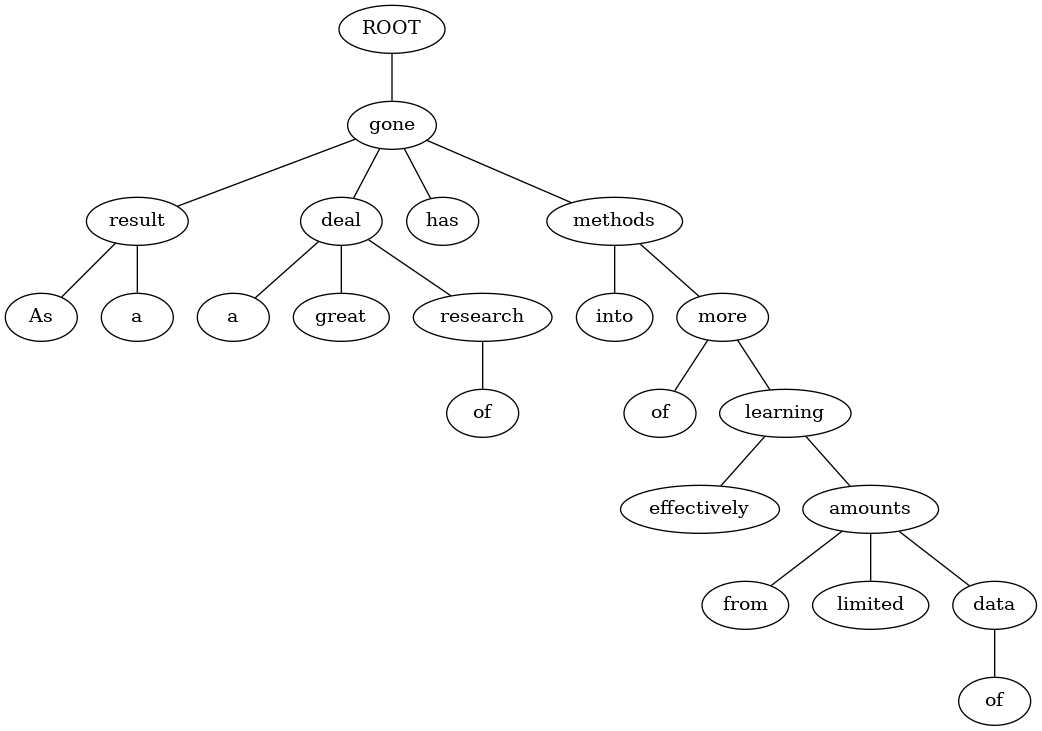 ROOT
gone
result deal has methods
As a a great research into more
of of learning
effectively amounts
from limited data
of